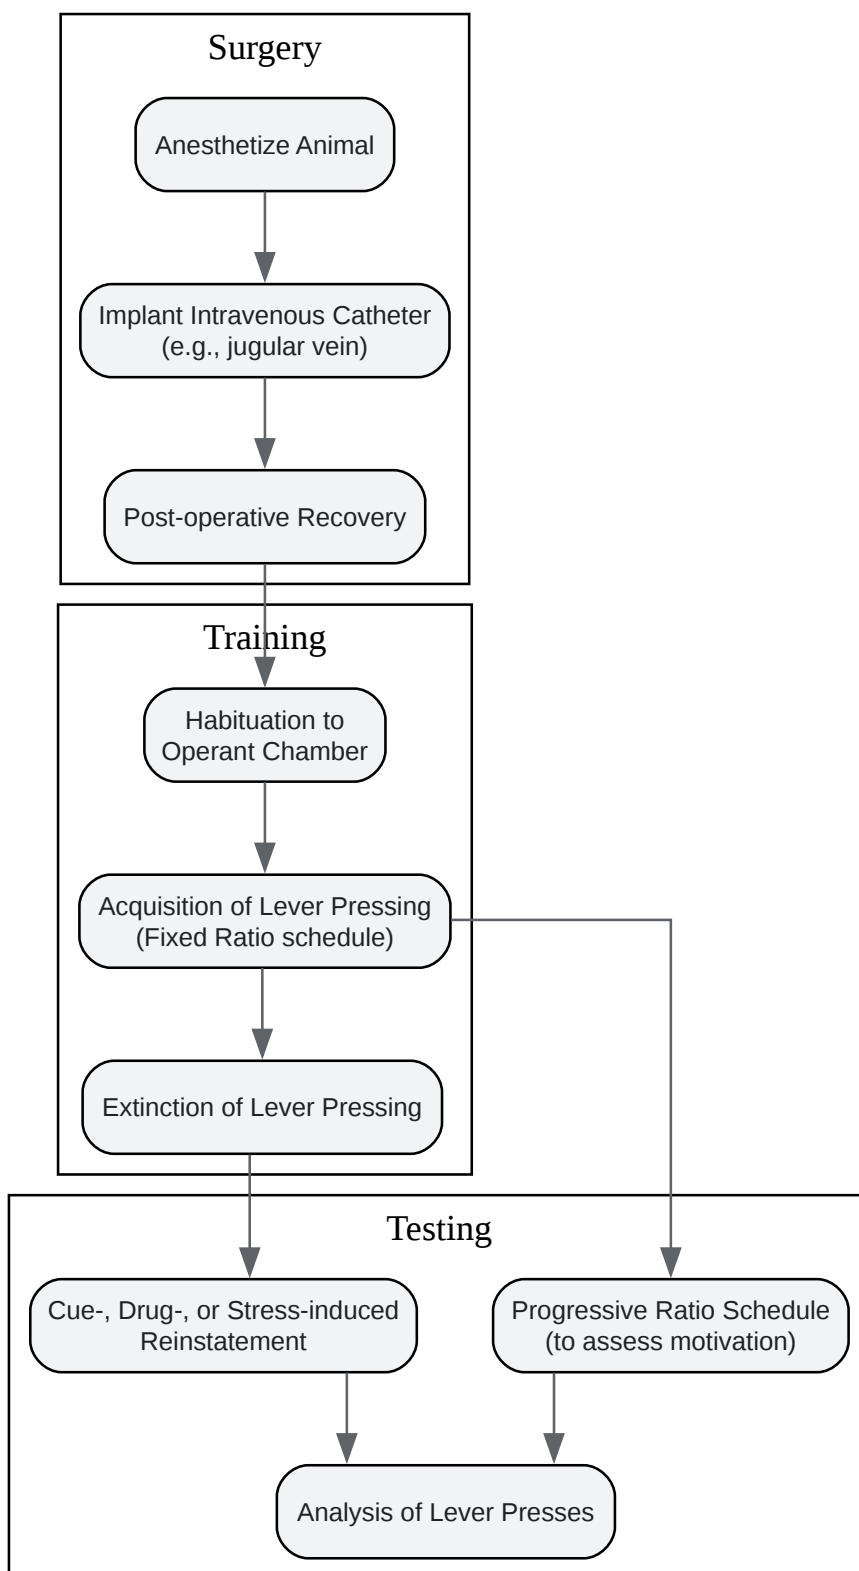 Surgery
Anesthetize Animal
Implant Intravenous Catheter
(e.g., jugular vein)
Post-operative Recovery
Training
Habituation to
Operant Chamber
Acquisition of Lever Pressing
(Fixed Ratio schedule)
Extinction of Lever Pressing
Testing
Cue-, Drug-, or Stress-induced
Reinstatement
Progressive Ratio Schedule
(to assess motivation)
Analysis of Lever Presses